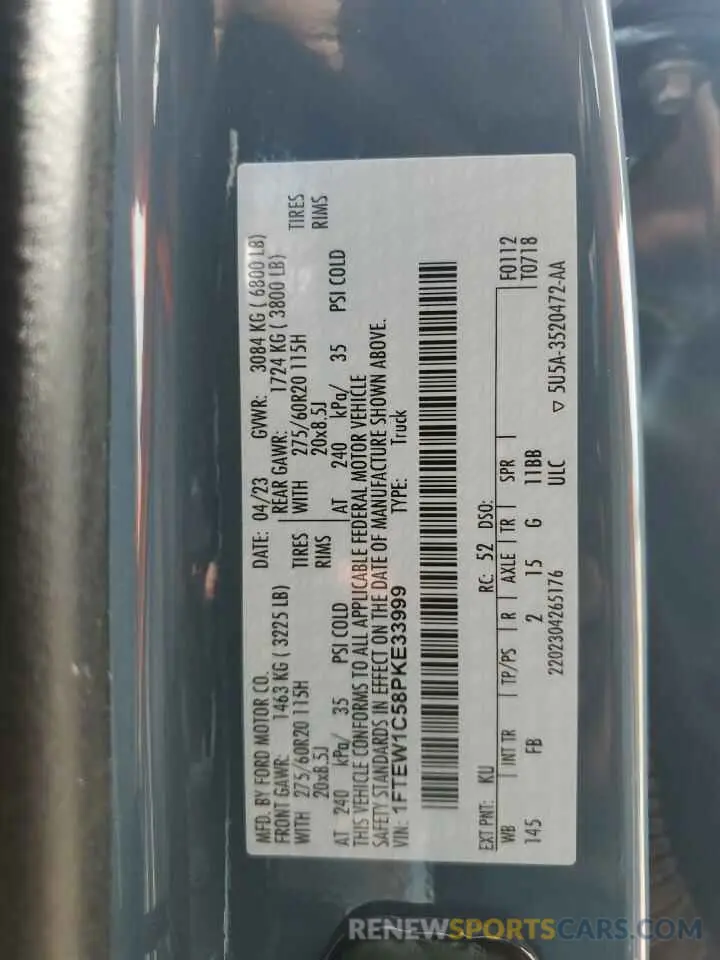 MFD. BY FORD MOTOR CO.
DATE: 04/23 GVWR: 3084 KG ( 6800 LB)
FRONT GAWR: 1463 KG ( 3225 LB)
REAR GAWR: 1724 KG ( 3800 LB)
WITH 275/60R20 115H TIRES
WITH 275/60R20 115H TIRES
20x8.5J RIMS
20x8.5J RIMS
AT 240 kPa/ 35 PSI COLD
AT 240 kPa/ 35 PSI COLD
THIS VEHICLE CONFORMS TO ALL APPLICABLE FEDERAL MOTOR VEHICLE
SAFETY STANDARDS IN EFFECT ON THE DATE OF MANUFACTURE SHOWN ABOVE.
VIN: 1FTEW1C58PKE33999 TYPE: Truck
EXT PNT: KU RC: 52 DSO:
WB INT TR TP/PS R AXLE TR SPR F0112
145 FB 2 15 G 11BB T0718
2202304265176 ULC ▽ 5U5A-3520472-AA
RENEWSPORTSCARS.COM